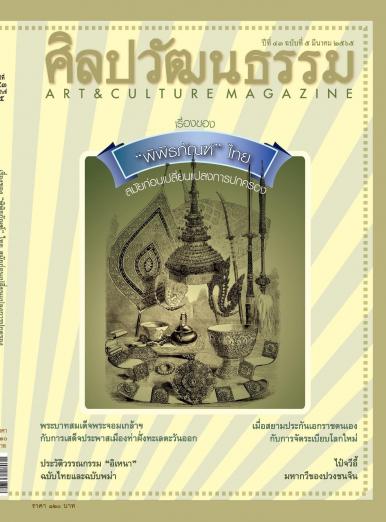 ปีที่ ๔๓ ฉบับที่ ๕ มีนาคม ๒๕๖๕
ศิลปวัฒนธรรม
ART&CULTURE MAGAZINE
เรื่องของ
“พิพิธภัณฑ์” ไทย
สมัยก่อนเปลี่ยนแปลงการปกครอง
พระบาทสมเด็จพระจอมเกล้าฯ
กับการเสด็จประพาสเมืองท่าฝั่งทะเลตะวันออก
ประวัติวรรณกรรม “อิเหนา”
ฉบับไทยและฉบับพม่า
เมื่อสยามประกันเอกราชตนเอง
กับการจัดระเบียบโลกใหม่
ไป๋จวีอี้
มหากวีของปวงชนจีน
ราคา ๑๒๐ บาท